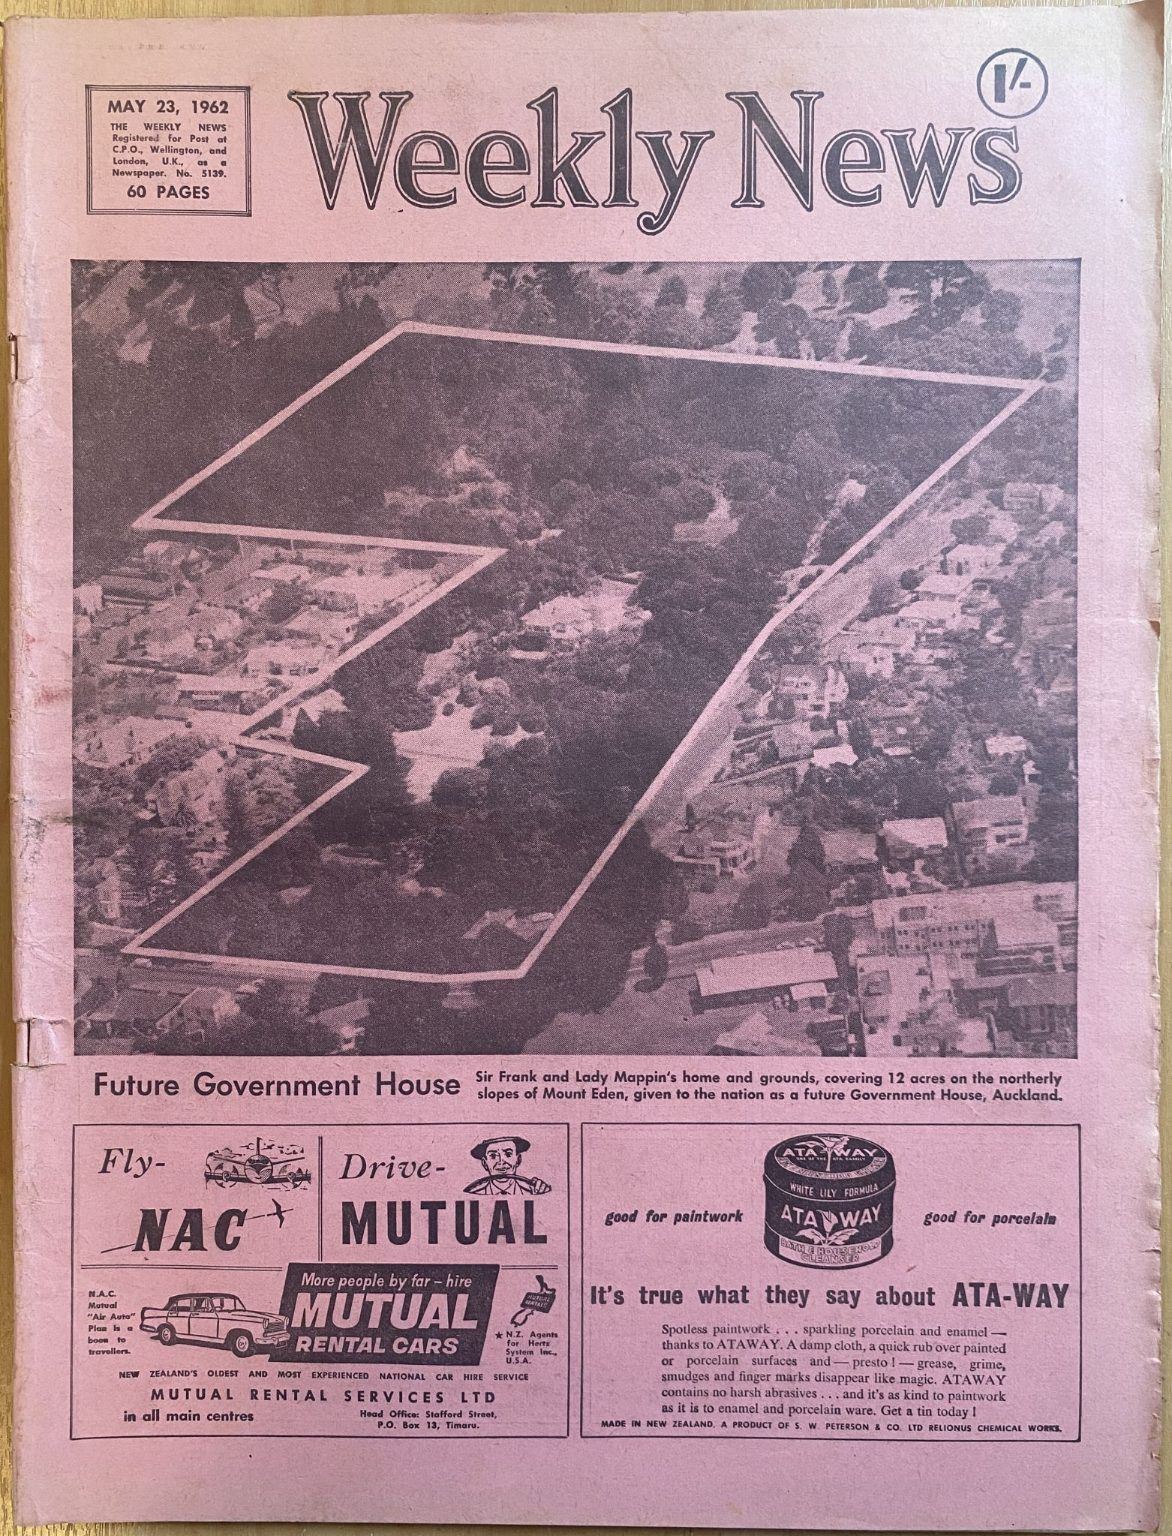 MAY 23, 1962
THE WEEKLY NEWS
Registered for Post at
C.P.O., Wellington, and
London, U.K., as a
Newspaper. No. 5139.
60 PAGES
Weekly News
1/-
Future Government House
Sir Frank and Lady Mappin's home and grounds, covering 12 acres on the northerly
slopes of Mount Eden, given to the nation as a future Government House, Auckland.
Fly-
NAC
Drive-
MUTUAL
N.A.C.
Mutual
"Air Auto"
Plan is a
boon to
travellers.
More people by far – hire
MUTUAL
RENTAL CARS
★ N.Z. Agents
for Hertz
System Inc.,
U.S.A.
NEW ZEALAND'S OLDEST AND MOST EXPERIENCED NATIONAL CAR HIRE SERVICE
MUTUAL RENTAL SERVICES LTD
in all main centres
Head Office: Stafford Street,
P.O. Box 13, Timaru.
ATA-WAY
WHITE LILY FORMULA
ATA WAY
BATH & HOUSEHOLD
CLEANSER
good for paintwork
good for porcelain
It's true what they say about ATA-WAY
Spotless paintwork . . . sparkling porcelain and enamel —
thanks to ATAWAY. A damp cloth, a quick rub over painted
or porcelain surfaces and — presto ! — grease, grime,
smudges and finger marks disappear like magic. ATAWAY
contains no harsh abrasives . . . and it's as kind to paintwork
as it is to enamel and porcelain ware. Get a tin today !
MADE IN NEW ZEALAND. A PRODUCT OF S. W. PETERSON & CO. LTD RELIONUS CHEMICAL WORKS.